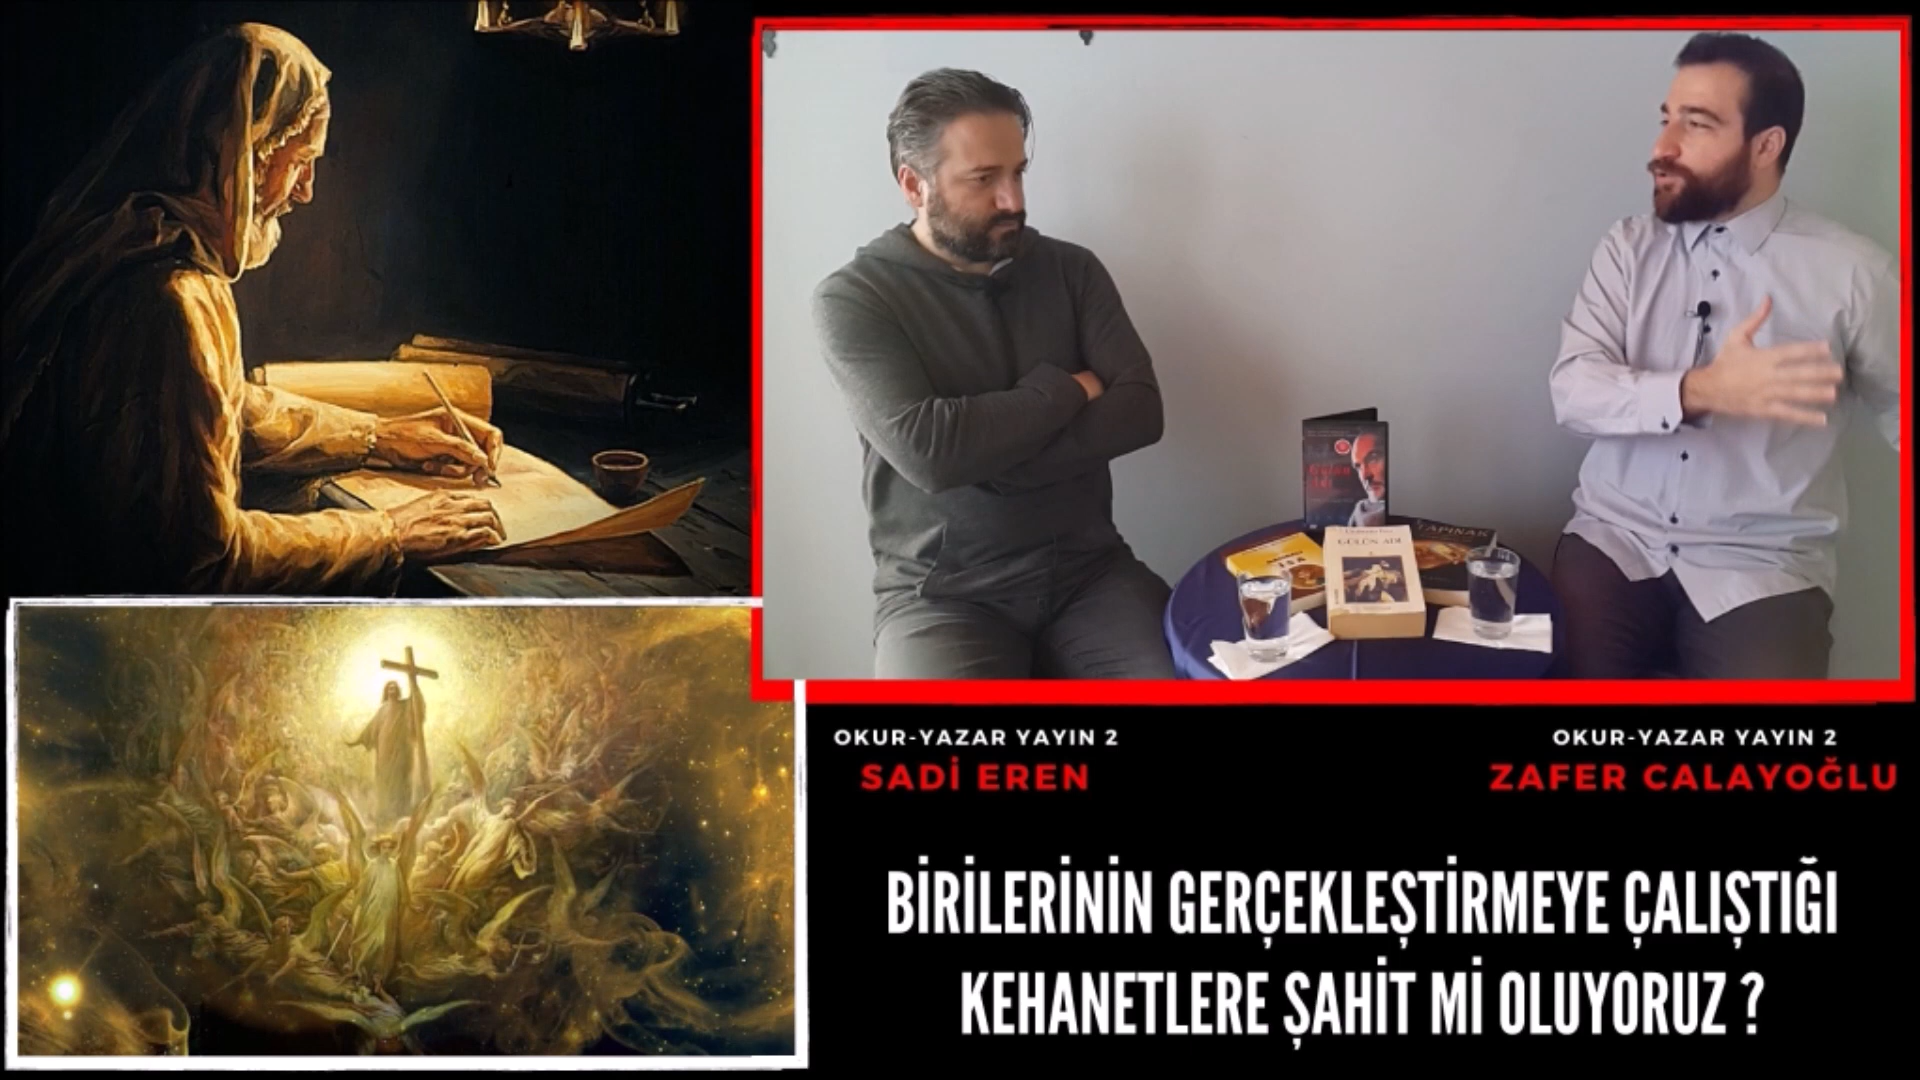 GÜLÜN ADI
TAPINAK
OKUR-YAZAR YAYIN 2
SADİ EREN
OKUR-YAZAR YAYIN 2
ZAFER CALAYOĞLU
BİRİLERİNİN GERÇEKLEŞTİRMEYE ÇALIŞTIĞI
KEHANETLERE ŞAHİT Mİ OLUYORUZ ?